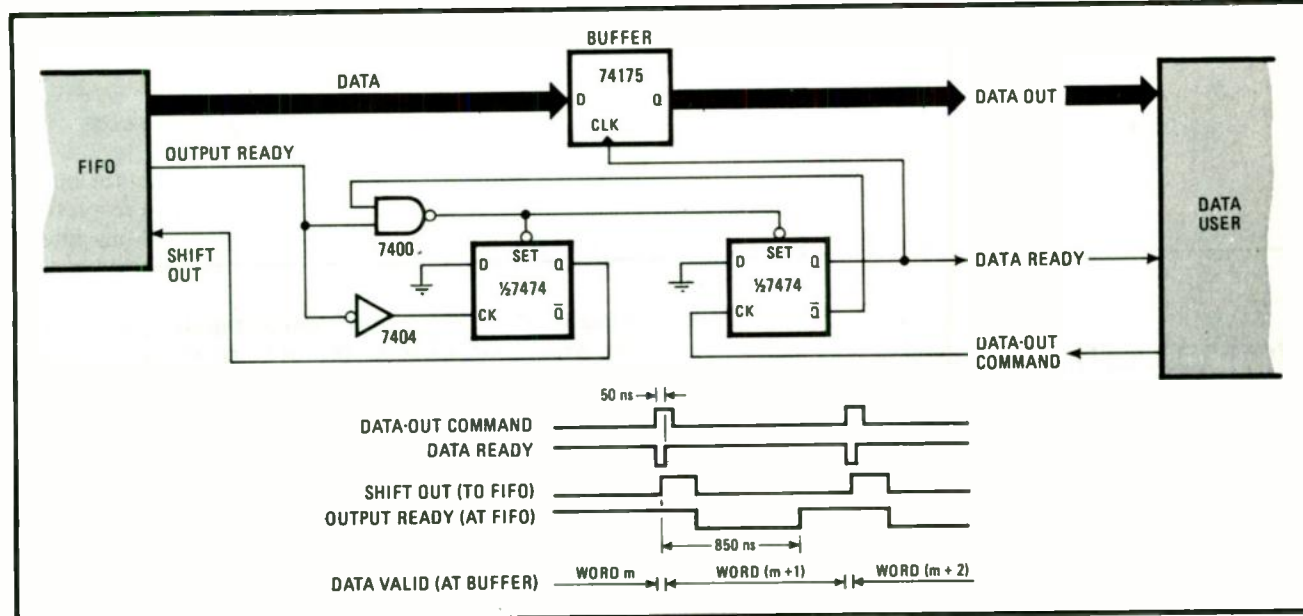 BUFFER
74175
D Q
CLK
DATA
DATA OUT
FIFO
OUTPUT READY
SHIFT OUT
7400
7404
D SET Q
½7474
CK Q̅
D SET Q
½7474
CK Q̅
DATA READY
DATA-OUT COMMAND
DATA USER
50 ns
DATA-OUT COMMAND
DATA READY
SHIFT OUT (TO FIFO)
OUTPUT READY (AT FIFO)
850 ns
DATA VALID (AT BUFFER) WORD m WORD (m +1) WORD (m + 2)